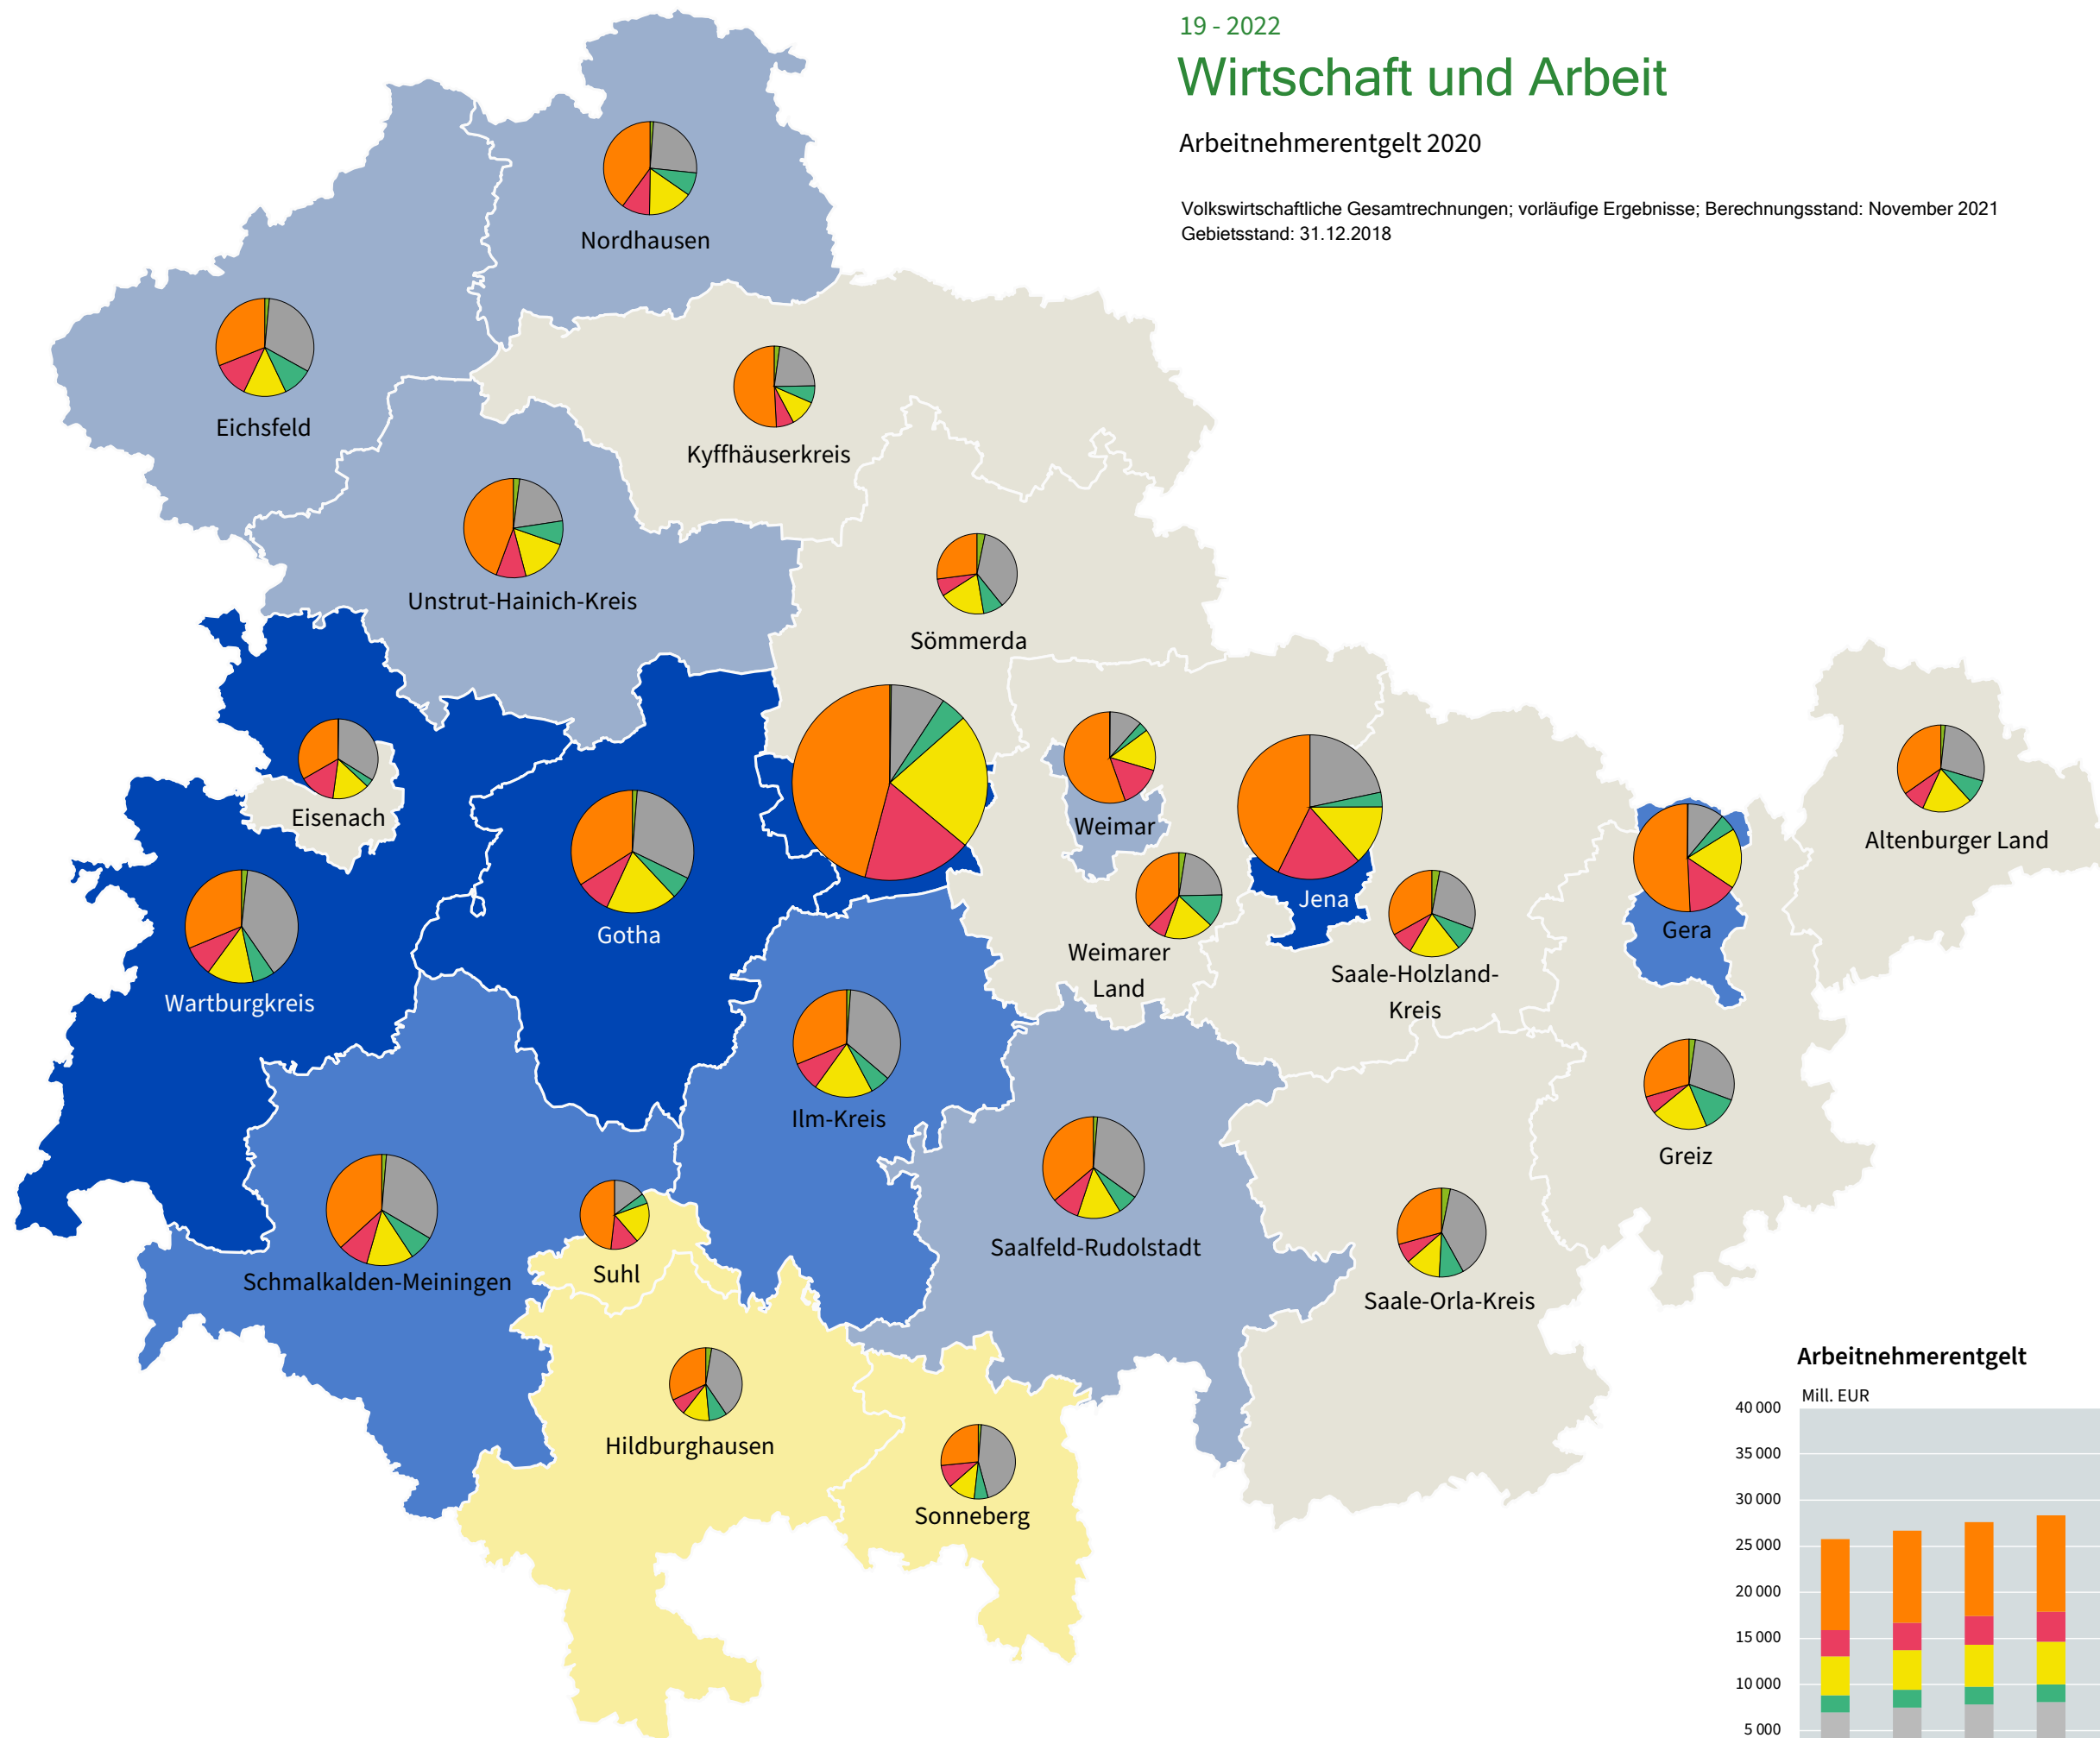 19 - 2022
Wirtschaft und Arbeit
Arbeitnehmerentgelt 2020
Volkswirtschaftliche Gesamtrechnungen; vorläufige Ergebnisse; Berechnungsstand: November 2021
Gebietsstand: 31.12.2018
Nordhausen
Eichsfeld
Kyffhäuserkreis
Unstrut-Hainich-Kreis
Sömmerda
Eisenach
Weimar
Altenburger Land
Jena
Gera
Gotha
Weimarer
Land
Saale-Holzland-
Kreis
Wartburgkreis
Ilm-Kreis
Greiz
Saalfeld-Rudolstadt
Suhl
Schmalkalden-Meiningen
Saale-Orla-Kreis
Hildburghausen
Sonneberg
Arbeitnehmerentgelt
Mill. EUR
40 000
35 000
30 000
25 000
20 000
15 000
10 000
5 000